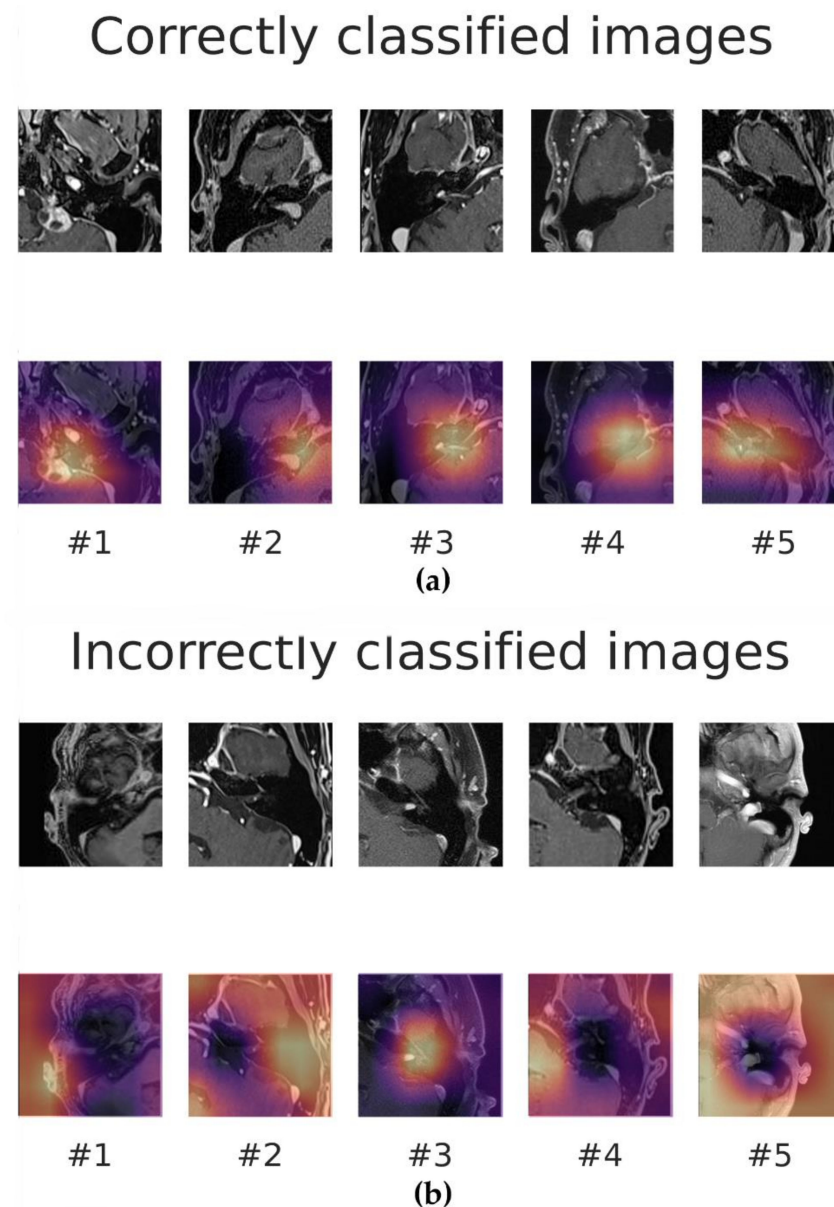 Correctly classified images
#1 #2 #3 #4 #5
(a)
Incorrectly classified images
#1 #2 #3 #4 #5
(b)